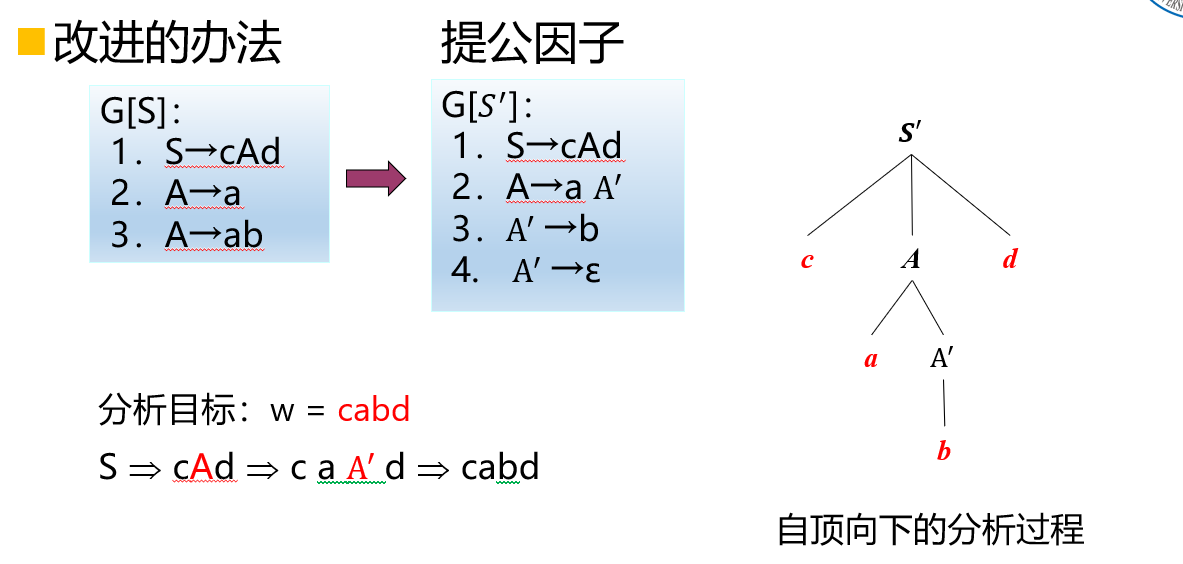 改进的办法
提公因子
G[S]:
1. S→cAd
2. A→a
3. A→ab
G[S′]:
1. S→cAd
2. A→a A′
3. A′ →b
4. A′ →ε
S′
c A d
a A′
b
分析目标：w = cabd
S ⇒ cAd ⇒ c a A′ d ⇒ cabd
自顶向下的分析过程